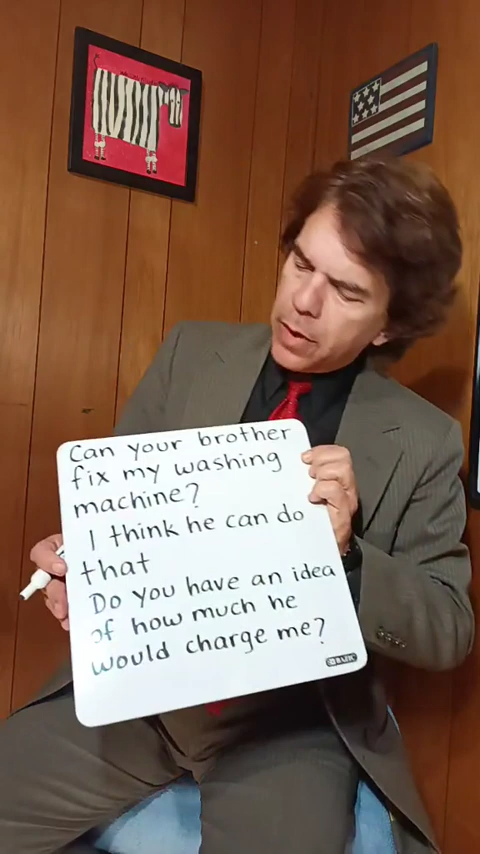 Can your brother
fix my washing
machine?
I think he can do
that
Do you have an idea
of how much he
would charge me?
BAZIC